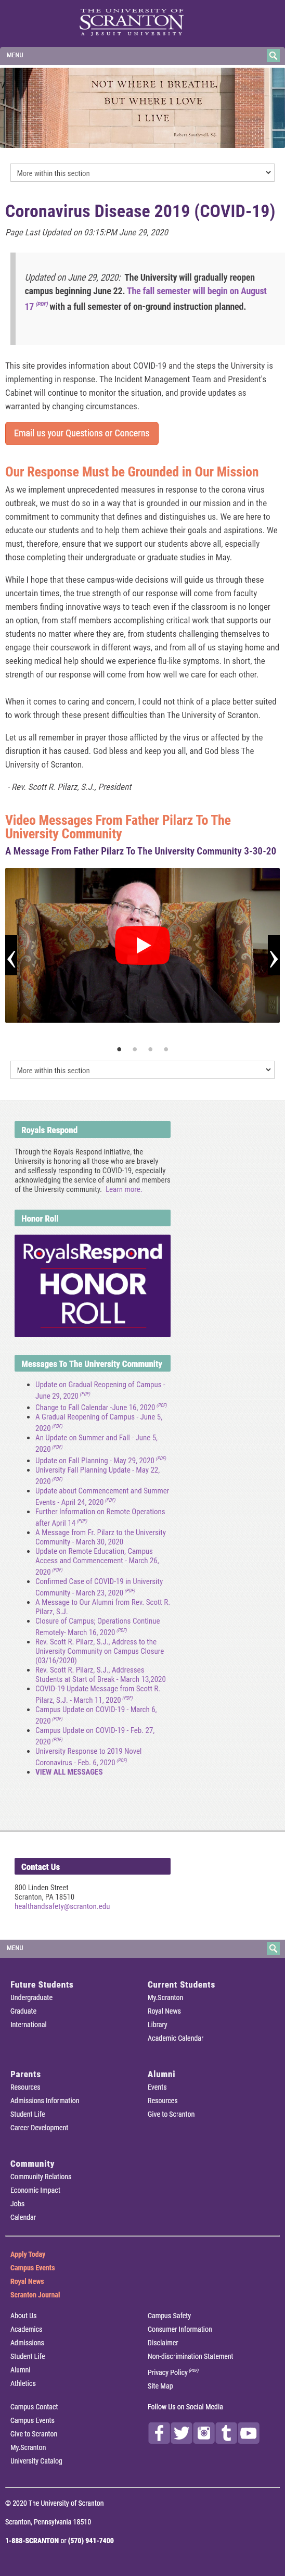 THE UNIVERSITY OF
SCRANTON
A JESUIT UNIVERSITY
MENU
NOT WHERE I BREATHE,
BUT WHERE I LOVE
I LIVE
Robert Southwell, S.J.
More within this section
Coronavirus Disease 2019 (COVID-19)
Page Last Updated on 03:15:PM June 29, 2020
Updated on June 29, 2020: The University will gradually reopen
campus beginning Junne 22. The fall semester will begin on August
17 (PDF) with a full semester of on-ground instruction planned.
This site provides information about COVID-19 and the steps the University is
implementing in response. The Incident Management Team and President's
Cabinet will continue to monitor the situation, and provide updates as
warranted by changing circumstances.
Email us your Questions or Concerns
Our Response Must be Grounded in Our Mission
As we implement unprecedented measures in response to the corona virus
outbreak, we must do so in a way that is grounded in our mission and in the
commitment to cura personalis that defines and distinguishes us. We are here to
educate our students and to help them make their goals and aspirations. We
must, therefore, ensure that we support our students above all, especially
those completing their undergraduate or graduate studies in May.
While I hope that these campus-wide decisions will guide us through these
uncertain times, the true strength of our response will come from faculty
members finding innovative ways to teach even if the classroom is no longer
an option, from staff members accomplishing critical work that support our
students no matter where they are, from students challenging themselves to
engage their coursework in different ways, and from all of us staying home and
seeking medical help should we experience flu-like symptoms. In short, the
strength of our response will depend on how well we care for each other.
When it comes to caring and concern, I could not think of a place better suited
to work through these present difficulties than The University of Scranton.
Let us all remember in prayer those afflicted by the virus or affected by the
disruption it has caused. God bless and keep you all, and God bless The
University of Scranton.
- Rev. Scott R. Pilarz, S.J., President
Video Messages From Father Pilarz To The
University Community
A Message From Father Pilarz To The University Community 3-30-20
More within this section
Royals Respond
Through the Royals Respond initiative, the
University is honoring all those who are bravely
and selflessly responding to COVID-19, especially
acknowledging the service of alumni and members
of the University community. Learn more.
Honor Roll
RoyalsRespond
HONOR
ROLL
Messages To The University Community
Update on Gradual Reopening of Campus -
June 29, 2020 (PDF)
Change to Fall Calendar -June 16, 2020 (PDF)
A Gradual Reopening of Campus - June 5,
2020 (PDF)
An Update on Summer and Fall - June 5,
2020 (PDF)
Update on Fall Planning - May 29, 2020 (PDF)
University Fall Planning Update - May 22,
2020 (PDF)
Update about Commencement and Summer
Events - April 24, 2020 (PDF)
Further Information on Remote Operations
after April 14 (PDF)
A Message from Fr. Pilarz to the University
Community - March 30, 2020
Update on Remote Education, Campus
Access and Commencement - March 26,
2020 (PDF)
Confirmed Case of COVID-19 in University
Community - March 23, 2020 (PDF)
A Message to Our Alumni from Rev. Scott R.
Pilarz, S.J.
Closure of Campus; Operations Continue
Remotely- March 16, 2020 (PDF)
Rev. Scott R. Pilarz, S.J., Address to the
University Community on Campus Closure
(03/16/2020)
Rev. Scott R. Pilarz, S.J., Addresses
Students at Start of Break - March 13,2020
COVID-19 Update Message from Scott R.
Pilarz, S.J. - March 11, 2020 (PDF)
Campus Update on COVID-19 - March 6,
2020 (PDF)
Campus Update on COVID-19 - Feb. 27,
2020 (PDF)
University Response to 2019 Novel
Coronavirus - Feb. 6, 2020 (PDF)
VIEW ALL MESSAGES
Contact Us
800 Linden Street
Scranton, PA 18510
healthandsafety@scranton.edu
MENU
Future Students
Undergraduate
Graduate
International
Current Students
My.Scranton
Royal News
Library
Academic Calendar
Parents
Resources
Admissions Information
Student Life
Career Development
Alumni
Events
Resources
Give to Scranton
Community
Community Relations
Economic Impact
Jobs
Calendar
Apply Today
Campus Events
Royal News
Scranton Journal
About Us
Academics
Admissions
Student Life
Alumni
Athletics
Campus Safety
Consumer Information
Disclaimer
Non-discrimination Statement
Privacy Policy (PDF)
Site Map
Campus Contact
Campus Events
Give to Scranton
My.Scranton
University Catalog
Follow Us on Social Media
© 2020 The University of Scranton
Scranton, Pennsylvania 18510
1-888-SCRANTON or (570) 941-7400